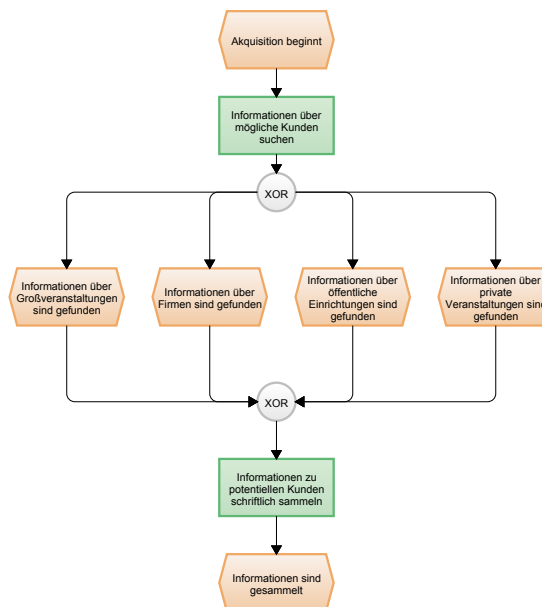 Akquisition beginnt
Informationen über
mögliche Kunden
suchen
XOR
Informationen über
Großveranstaltungen
sind gefunden
Informationen über
Firmen sind gefunden
Informationen über
öffentliche
Einrichtungen sind
gefunden
Informationen über
private
Veranstaltungen sind
gefunden
XOR
Informationen zu
potentiellen Kunden
schriftlich sammeln
Informationen sind
gesammelt